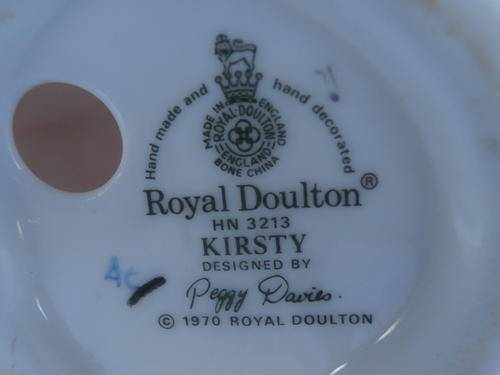 Hand made and hand decorated
MADE IN ENGLAND
ROYAL·DOULTON
ENGLAND
BONE CHINA
Royal Doulton®
HN 3213
KIRSTY
DESIGNED BY
Peggy Davies.
© 1970 ROYAL DOULTON